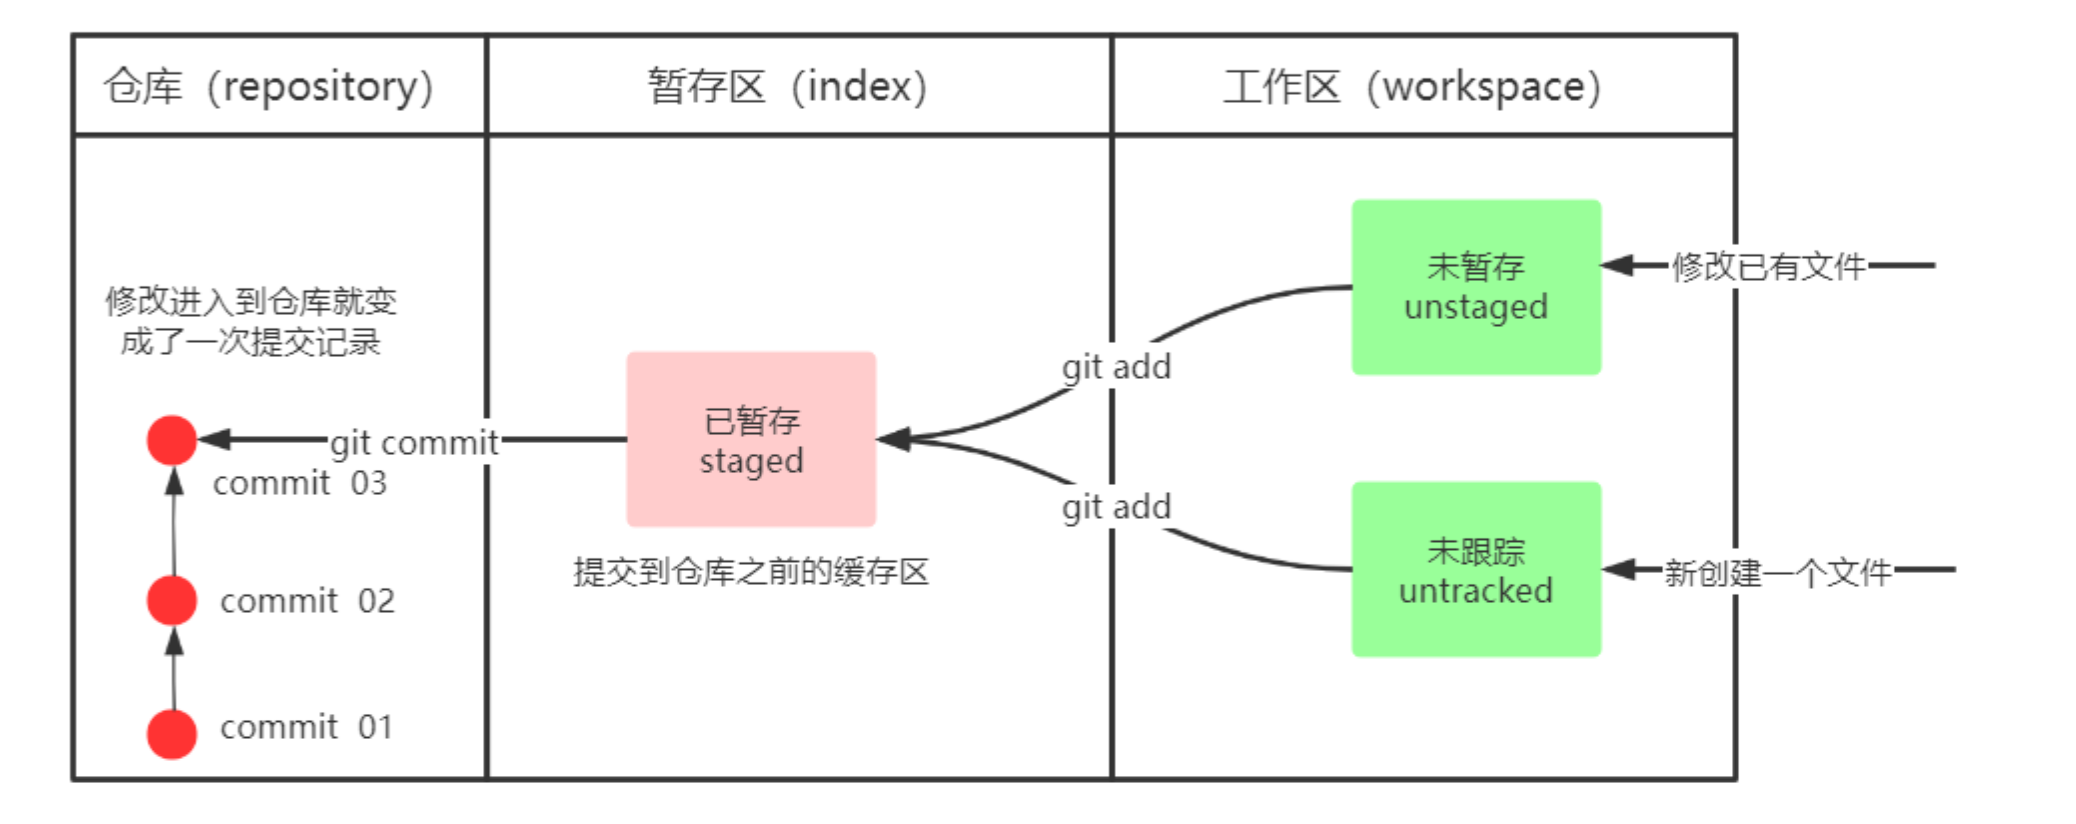 仓库（repository）
暂存区（index）
工作区（workspace）
修改进入到仓库就变
成了一次提交记录
git commit
commit 03
commit 02
commit 01
已暂存
staged
提交到仓库之前的缓存区
git add
git add
未暂存
unstaged
修改已有文件
未跟踪
untracked
新创建一个文件